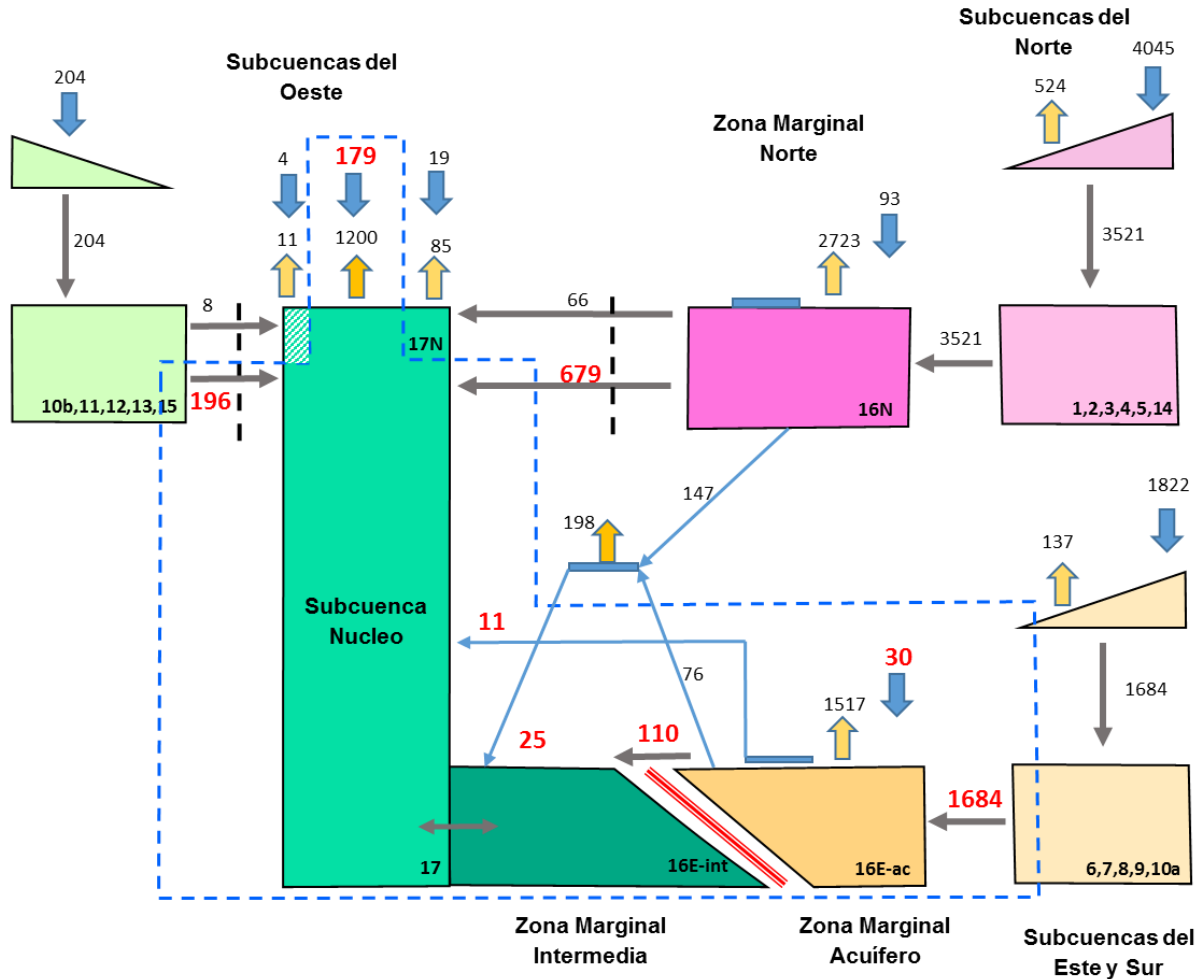 Subcuencas del
Norte
4045
524
Subcuencas del
Oeste
204
Zona Marginal
Norte
4
179
19
93
11
1200
85
2723
204
3521
8
66
17N
679
3521
10b,11,12,13,15
196
16N
1,2,3,4,5,14
147
1822
198
137
Subcuenca
Nucleo
11
30
76
1684
1517
25
110
1684
17
16E-int
16E-ac
6,7,8,9,10a
Zona Marginal
Intermedia
Zona Marginal
Acuífero
Subcuencas del
Este y Sur